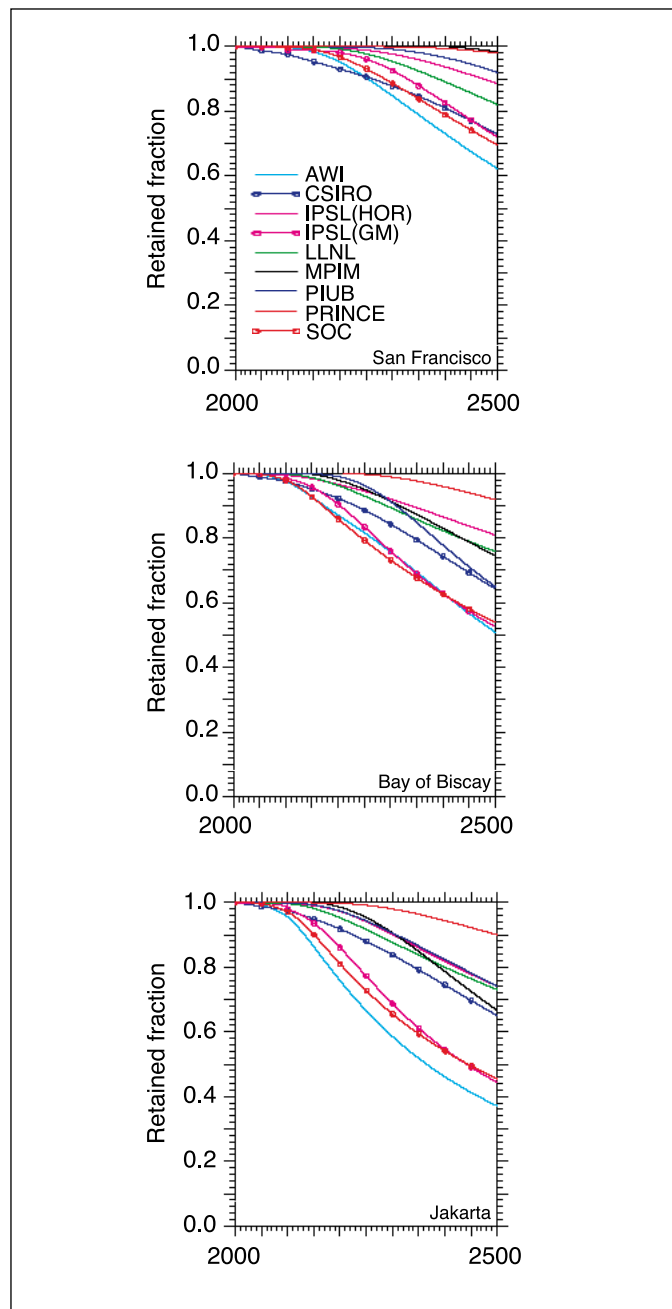 1.0
0.8
0.6
0.4
0.2
0.0
Retained fraction
AWI
CSIRO
IPSL(HOR)
IPSL(GM)
LLNL
MPIM
PIUB
PRINCE
SOC
San Francisco
2000 2500
1.0
0.8
0.6
0.4
0.2
0.0
Retained fraction
Bay of Biscay
2000 2500
1.0
0.8
0.6
0.4
0.2
0.0
Retained fraction
Jakarta
2000 2500